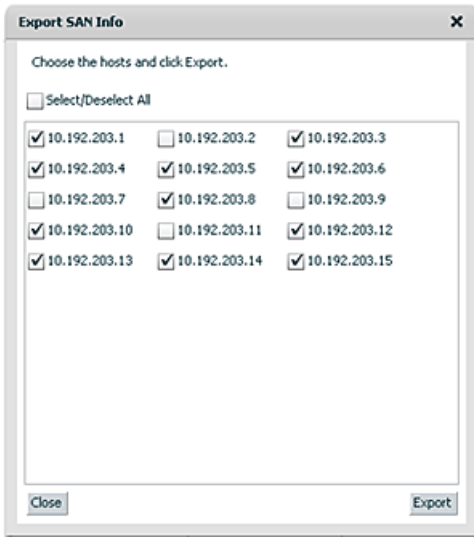 Export SAN Info
Choose the hosts and click Export.
Select/Deselect All
10.192.203.1 10.192.203.2 10.192.203.3
10.192.203.4 10.192.203.5 10.192.203.6
10.192.203.7 10.192.203.8 10.192.203.9
10.192.203.10 10.192.203.11 10.192.203.12
10.192.203.13 10.192.203.14 10.192.203.15
Close Export